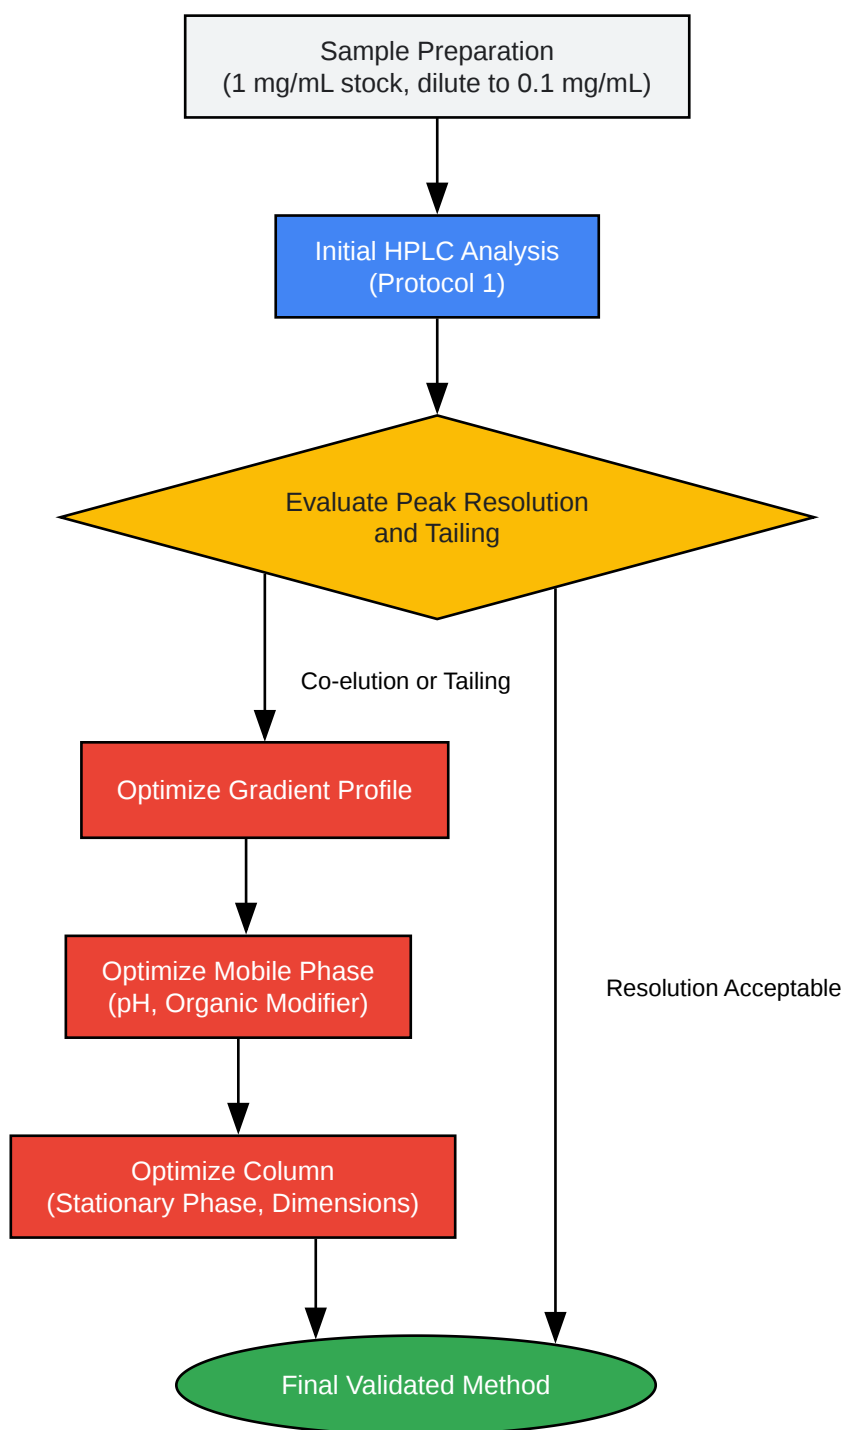 Sample Preparation
(1 mg/mL stock, dilute to 0.1 mg/mL)
Initial HPLC Analysis
(Protocol 1)
Evaluate Peak Resolution
and Tailing
Co-elution or Tailing
Optimize Gradient Profile
Optimize Mobile Phase
(pH, Organic Modifier)
Resolution Acceptable
Optimize Column
(Stationary Phase, Dimensions)
Final Validated Method